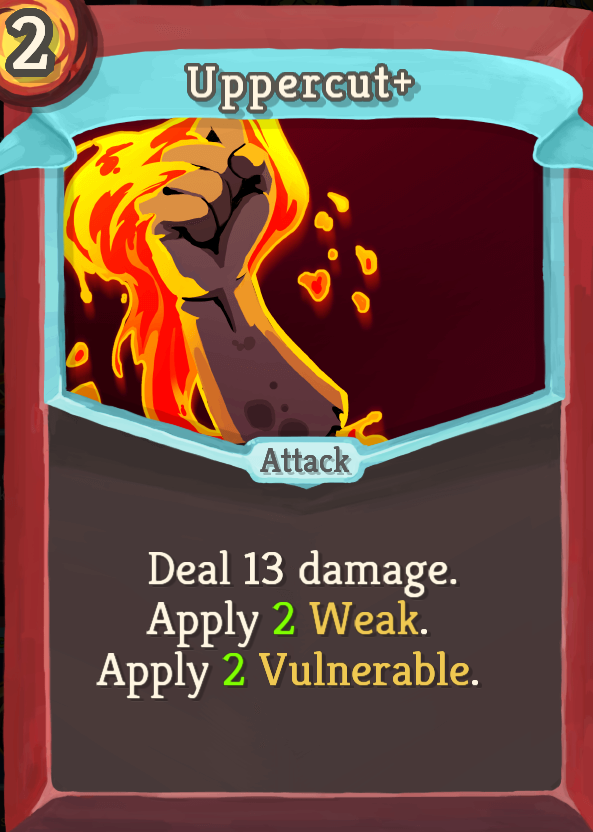 2
Uppercut+
Attack
Deal 13 damage.
Apply 2 Weak.
Apply 2 Vulnerable.